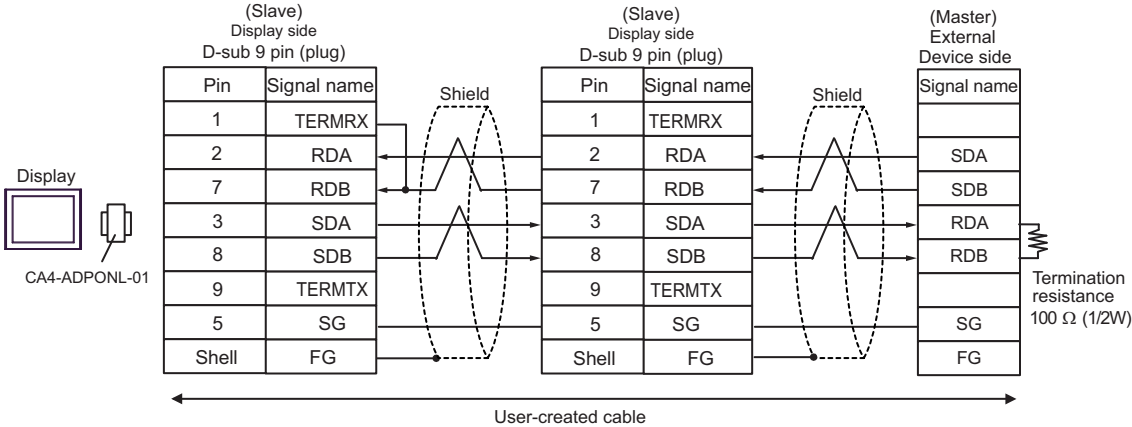 (Slave)
Display side
D-sub 9 pin (plug)
(Slave)
Display side
D-sub 9 pin (plug)
(Master)
External
Device side
Pin Signal name Shield Pin Signal name Shield Signal name
1 TERMRX 1 TERMRX
2 RDA 2 RDA SDA
7 RDB 7 RDB SDB
3 SDA 3 SDA RDA
8 SDB 8 SDB RDB
9 TERMTX 9 TERMTX
5 SG 5 SG SG
Shell FG Shell FG FG
Display
CA4-ADPONL-01
Termination
resistance
100 Ω (1/2W)
User-created cable